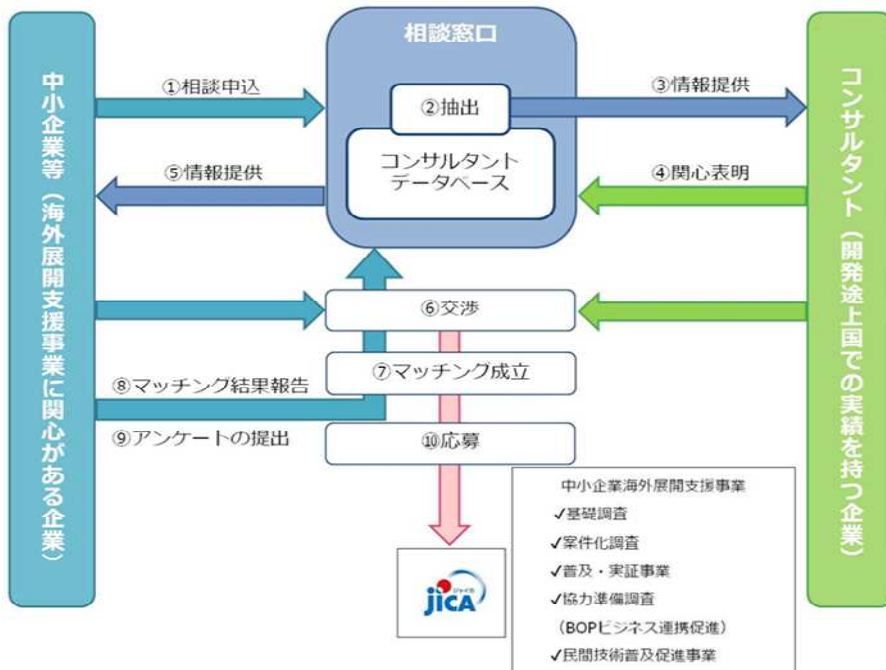 中小企業等（海外展開支援事業に関心がある企業）
相談窓口
コンサルタント（開発途上国での実績を持つ企業）
①相談申込
②抽出
③情報提供
コンサルタント
データベース
⑤情報提供
④関心表明
⑥交渉
⑦マッチング成立
⑧マッチング結果報告
⑨アンケートの提出
⑩応募
ジャイカ
jICA
中小企業海外展開支援事業
✓基礎調査
✓案件化調査
✓普及・実証事業
✓協力準備調査
（BOPビジネス連携促進）
✓民間技術普及促進事業